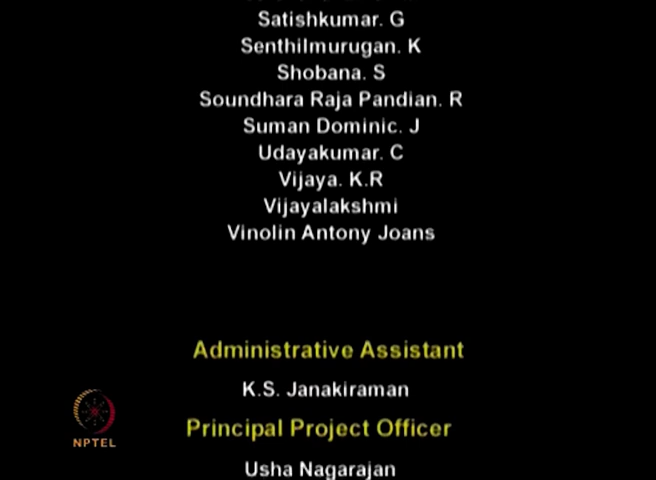 Satishkumar. G
Senthilmurugan. K
Shobana. S
Soundhara Raja Pandian. R
Suman Dominic. J
Udayakumar. C
Vijaya. K.R
Vijayalakshmi
Vinolin Antony Joans
Administrative Assistant
K.S. Janakiraman
Principal Project Officer
NPTEL
Usha Nagarajan